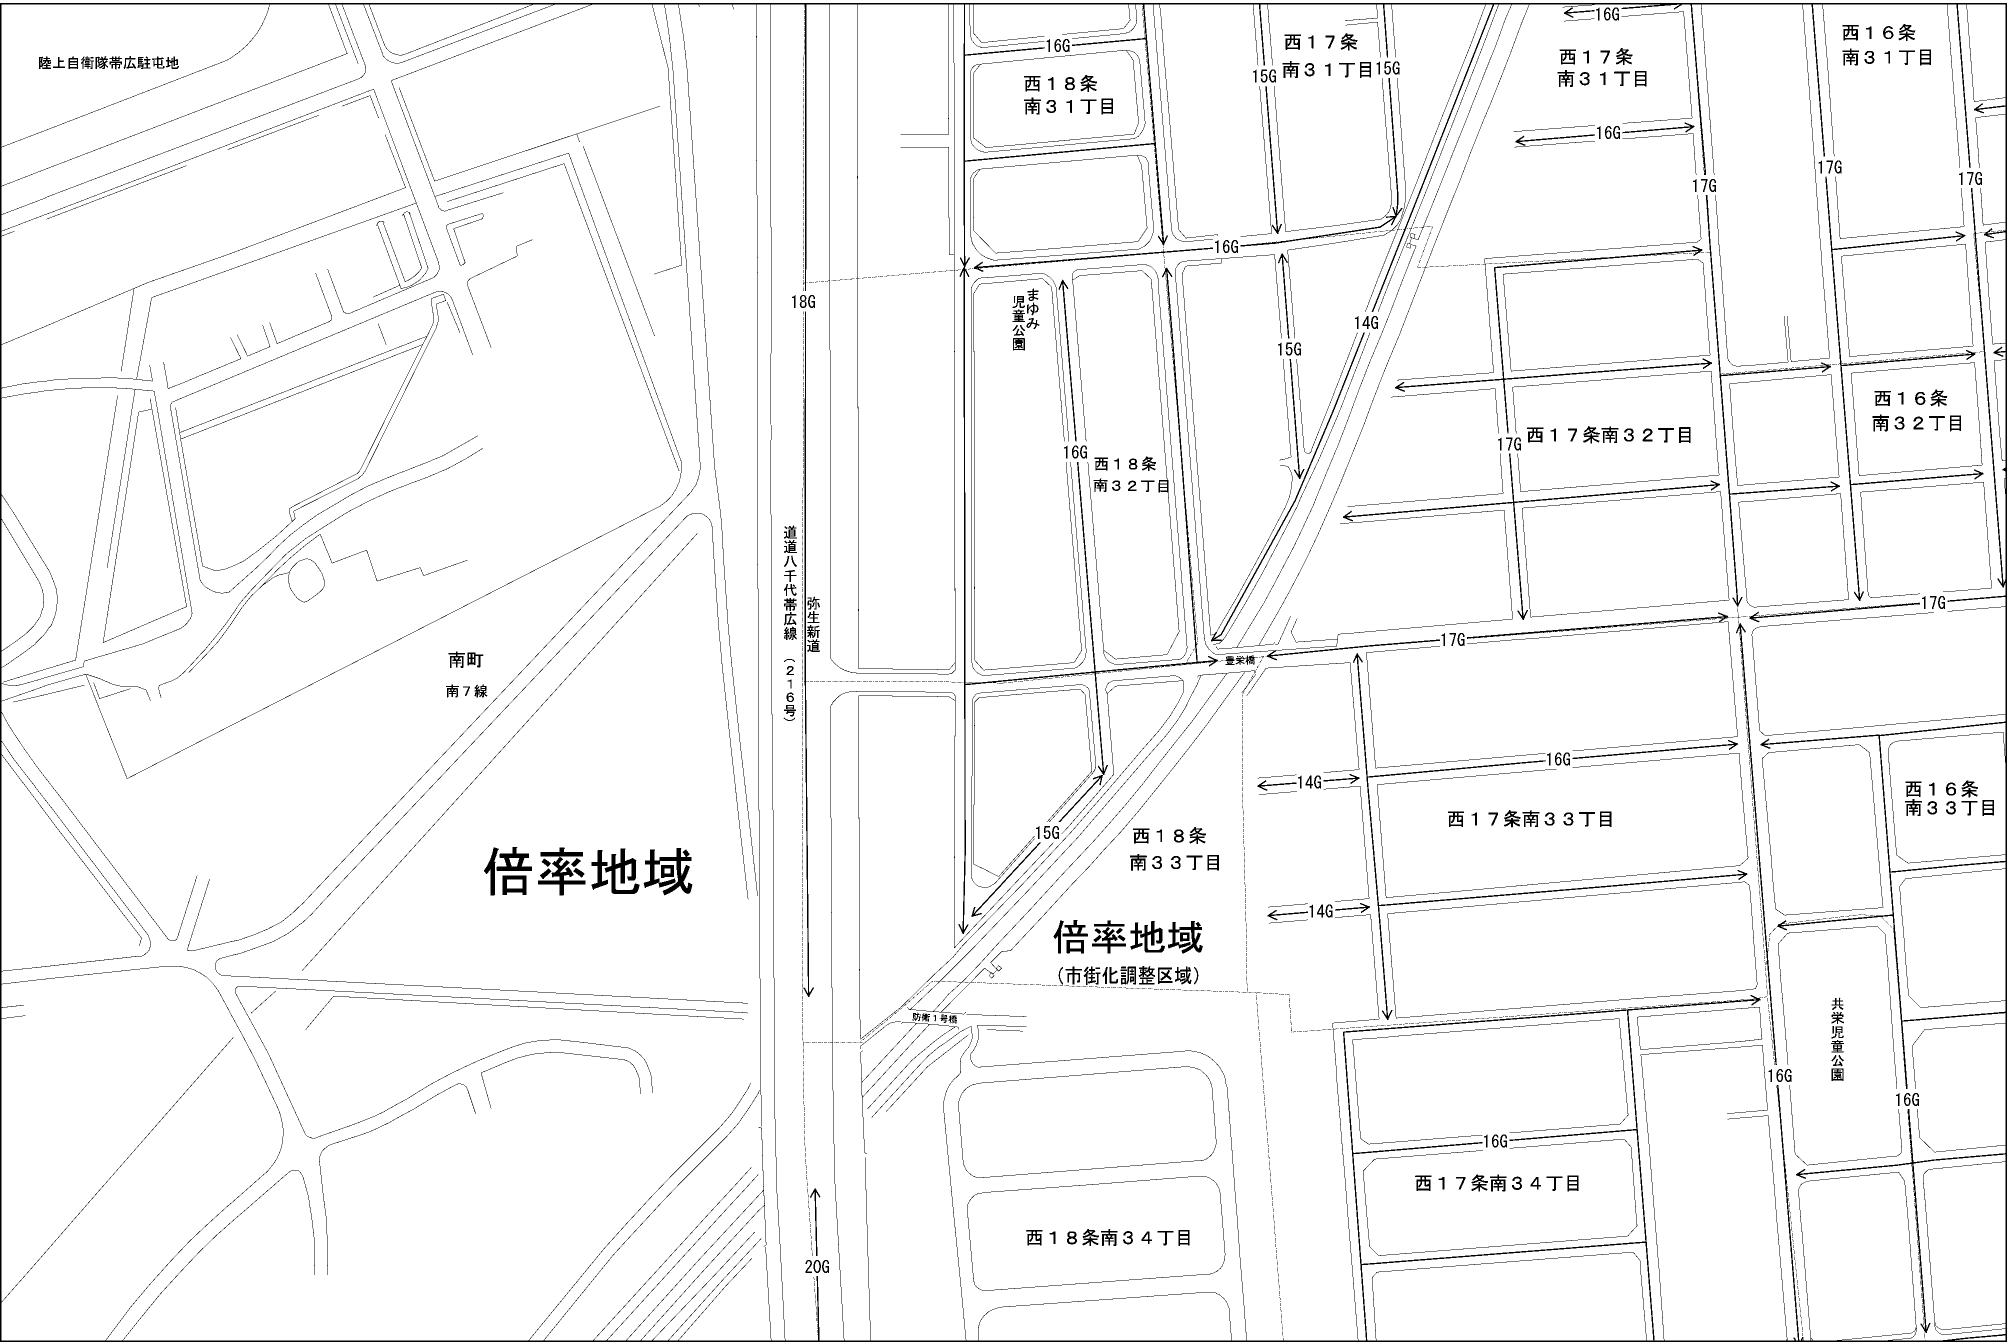 陸上自衛隊帯広駐屯地
16G
西１８条
南３１丁目
西１７条
南３１丁目
15G
15G
16G
西１７条
南３１丁目
16G
西１６条
南３１丁目
17G
17G
17G
16G
18G
まゆみ
児童公園
14G
15G
16G
西１８条
南３２丁目
17G
西１７条南３２丁目
西１６条
南３２丁目
道道八千代帯広線（２１６号）
弥生新道
17G
17G
豊栄橋
南町
南７線
16G
14G
西１７条南３３丁目
西１６条
南３３丁目
15G
西１８条
南３３丁目
倍率地域
14G
倍率地域
（市街化調整区域）
防衛１号橋
共栄児童公園
16G
16G
16G
西１７条南３４丁目
西１８条南３４丁目
20G